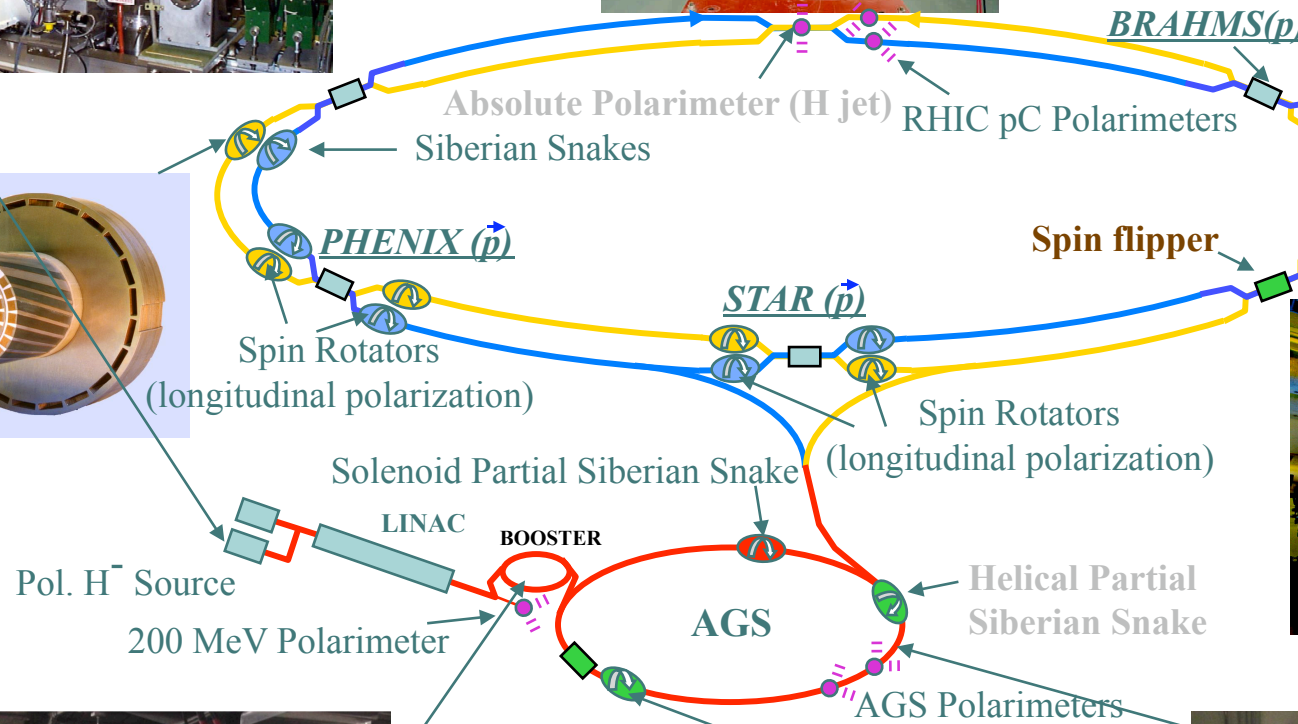 BRAHMS(p)
Absolute Polarimeter (H jet)
RHIC pC Polarimeters
Siberian Snakes
PHENIX (p)
Spin flipper
STAR (p)
Spin Rotators
(longitudinal polarization)
Spin Rotators
(longitudinal polarization)
Solenoid Partial Siberian Snake
LINAC
BOOSTER
Pol. H⁻ Source
Helical Partial
Siberian Snake
200 MeV Polarimeter
AGS
AGS Polarimeters